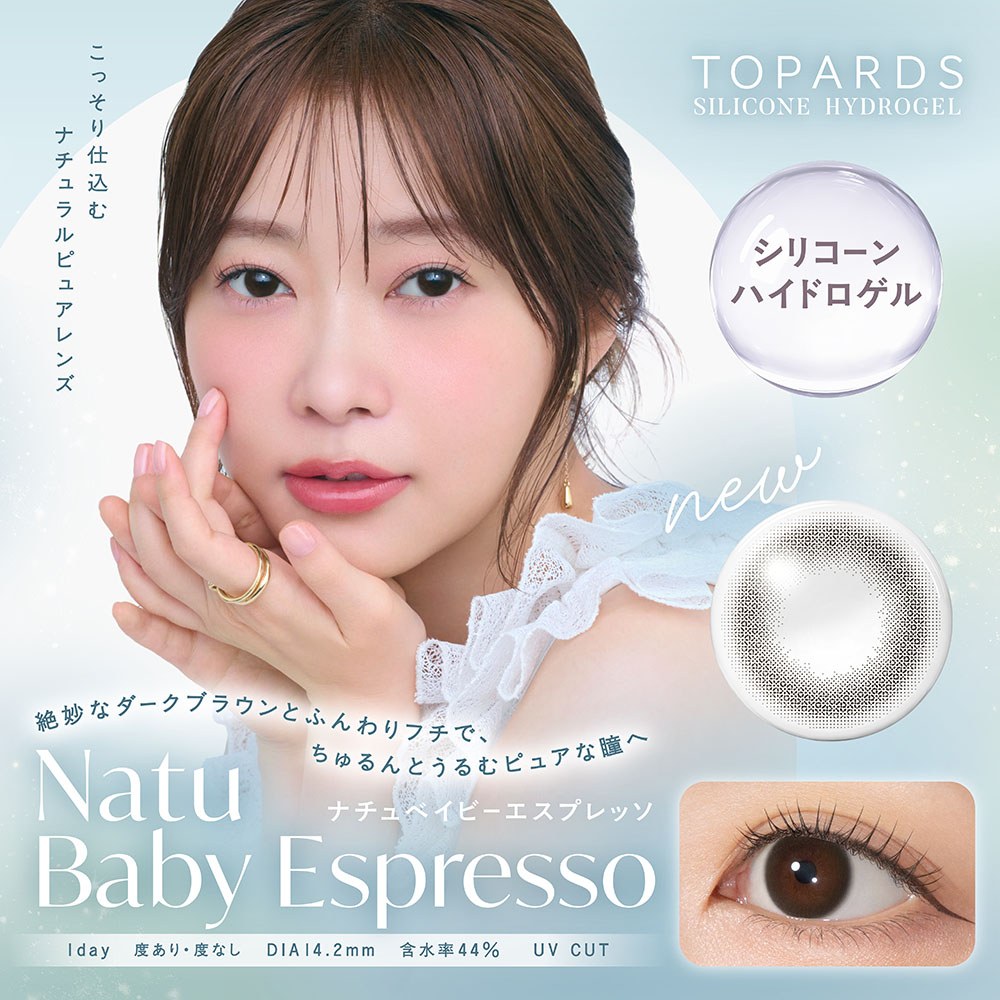 こっそり仕込む
ナチュラルピュアレンズ
TOPARDS
SILICONE HYDROGEL
シリコーン
ハイドロゲル
new
絶妙なダークブラウンとふんわりフチで、
ちゅるんとうるむピュアな瞳へ
Natu
ナチュベイビーエスプレッソ
Baby Espresso
1day 度あり・度なし DIA14.2mm 含水率44% UV CUT